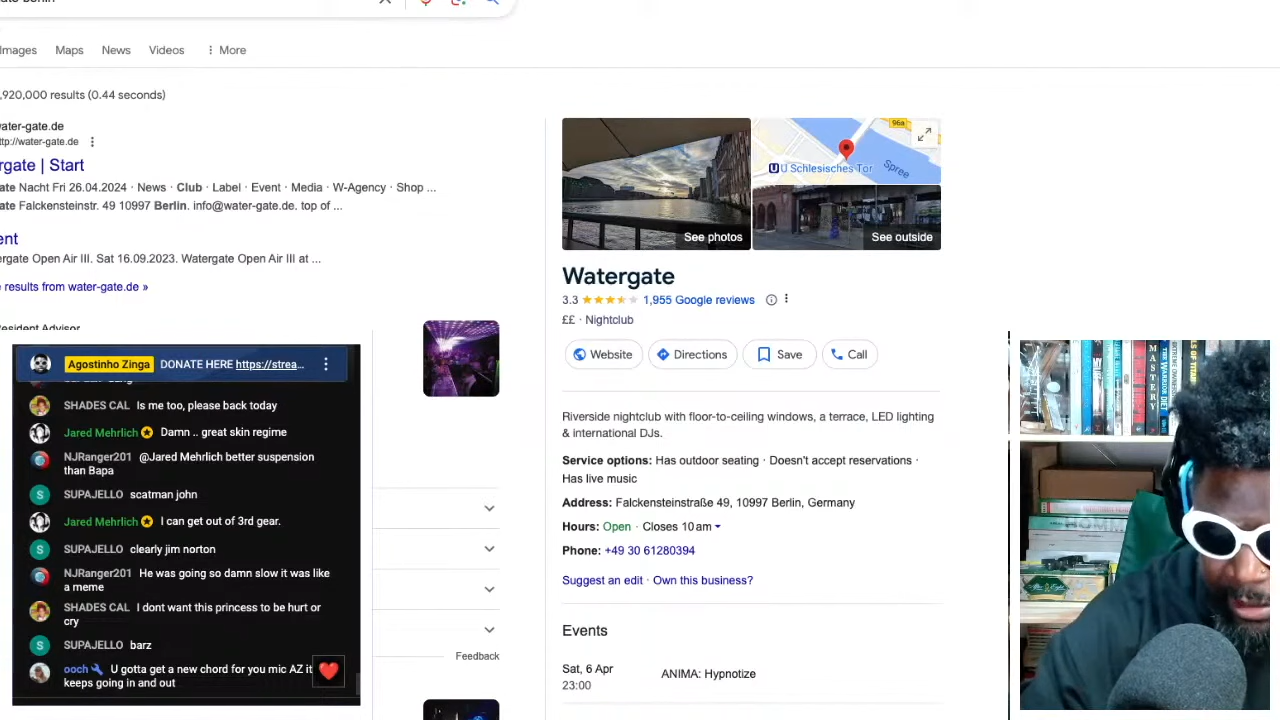 Images Maps News Videos More
,920,000 results (0.44 seconds)
vater-gate.de
ttp://water-gate.de
rgate | Start
ate Nacht Fri 26.04.2024 · News · Club · Label · Event · Media · W-Agency · Shop ...
ate Falckensteinstr. 49 10997 Berlin. info@water-gate.de. top of ...
ent
ergate Open Air III. Sat 16.09.2023. Watergate Open Air III at ...
e results from water-gate.de »
Resident Advisor
Feedback
96a
U Schlesisches Tor
Spree
See photos
See outside
Watergate
3.3 1,955 Google reviews
££ · Nightclub
Website Directions Save Call
Riverside nightclub with floor-to-ceiling windows, a terrace, LED lighting
& international DJs.
Service options: Has outdoor seating · Doesn't accept reservations ·
Has live music
Address: Falckensteinstraße 49, 10997 Berlin, Germany
Hours: Open · Closes 10 am
Phone: +49 30 61280394
Suggest an edit · Own this business?
Events
Sat, 6 Apr
23:00
ANIMA: Hypnotize
Agostinho Zinga DONATE HERE https://strea...
SHADES CAL Is me too, please back today
Jared Mehrlich Damn .. great skin regime
NJRanger201 @Jared Mehrlich better suspension
than Bapa
S SUPAJELLO scatman john
Jared Mehrlich I can get out of 3rd gear.
S SUPAJELLO clearly jim norton
NJRanger201 He was going so damn slow it was like
a meme
SHADES CAL I dont want this princess to be hurt or
cry
S SUPAJELLO barz
ooch U gotta get a new chord for you mic AZ it
keeps going in and out
MASTERY
THE WARRIOR DIET